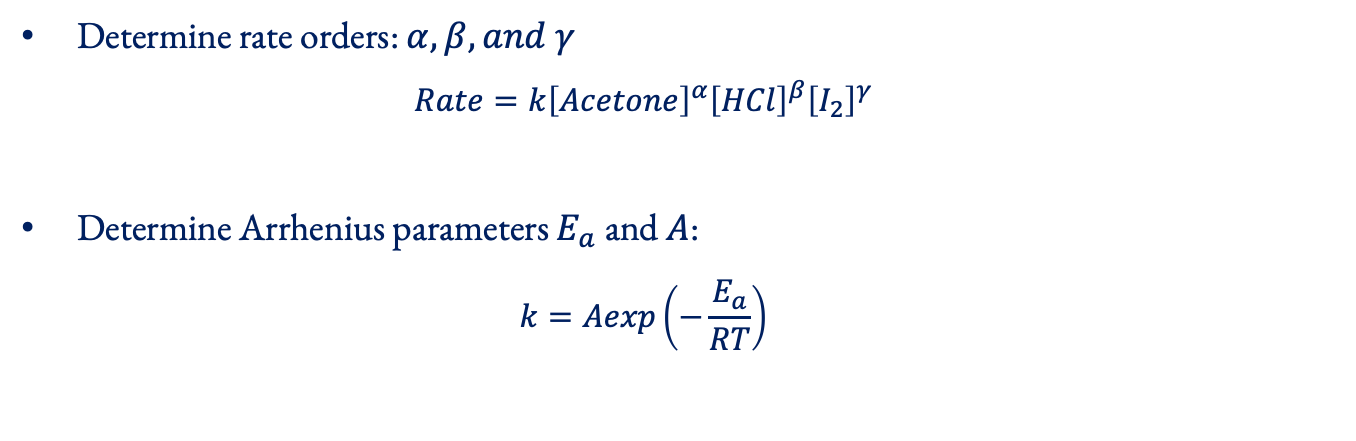 • Determine rate orders: α, β, and γ
Rate = k[Acetone]^α[HCl]^β[I₂]^γ
• Determine Arrhenius parameters Eₐ and A:
k = Aexp(−Eₐ/RT)